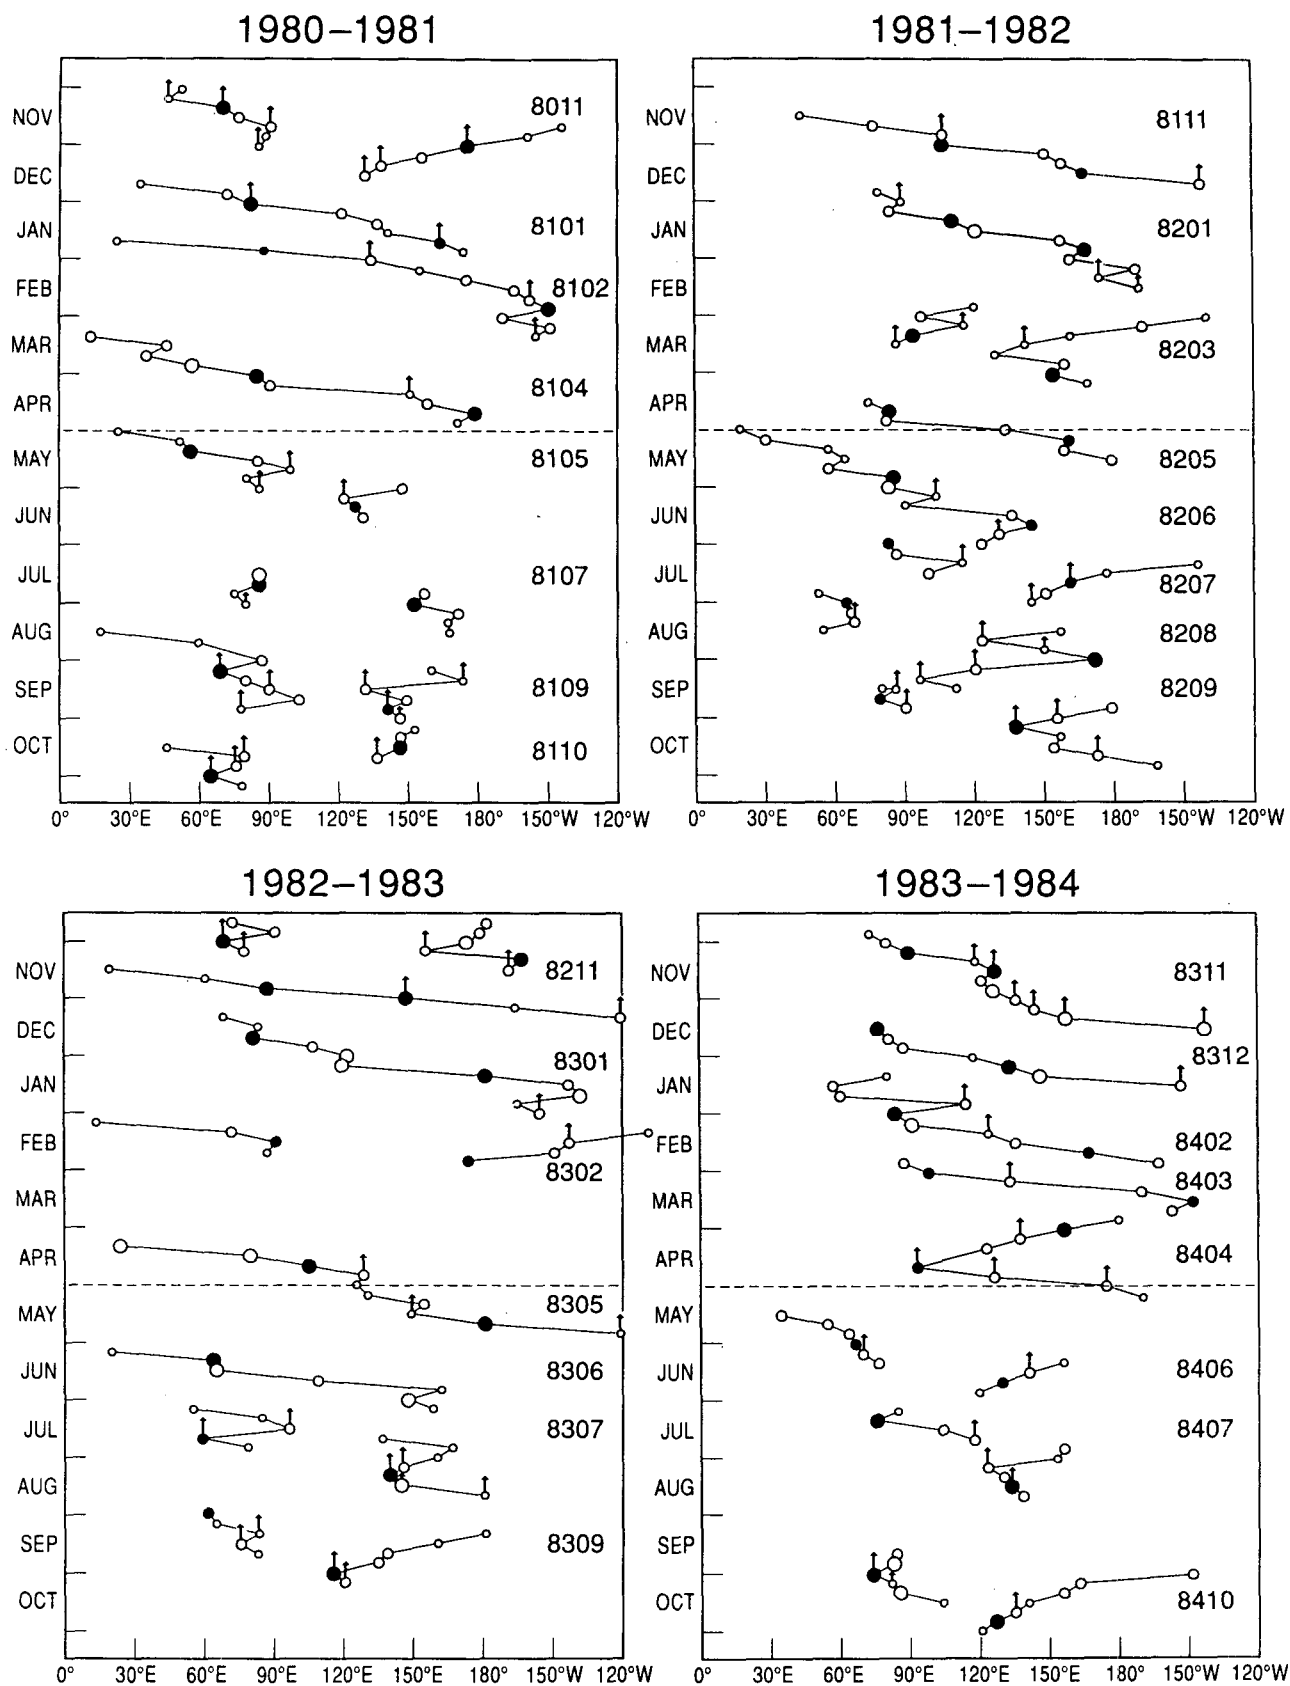 1980–1981
NOV
DEC
JAN
FEB
MAR
APR
MAY
JUN
JUL
AUG
SEP
OCT
8011
8101
8102
8104
8105
8107
8109
8110
0° 30°E 60°E 90°E 120°E 150°E 180° 150°W 120°W
1981–1982
NOV
DEC
JAN
FEB
MAR
APR
MAY
JUN
JUL
AUG
SEP
OCT
8111
8201
8203
8205
8206
8207
8208
8209
0° 30°E 60°E 90°E 120°E 150°E 180° 150°W 120°W
1982–1983
NOV
DEC
JAN
FEB
MAR
APR
MAY
JUN
JUL
AUG
SEP
OCT
8211
8301
8302
8305
8306
8307
8309
0° 30°E 60°E 90°E 120°E 150°E 180° 150°W 120°W
1983–1984
NOV
DEC
JAN
FEB
MAR
APR
MAY
JUN
JUL
AUG
SEP
OCT
8311
8312
8402
8403
8404
8406
8407
8410
0° 30°E 60°E 90°E 120°E 150°E 180° 150°W 120°W